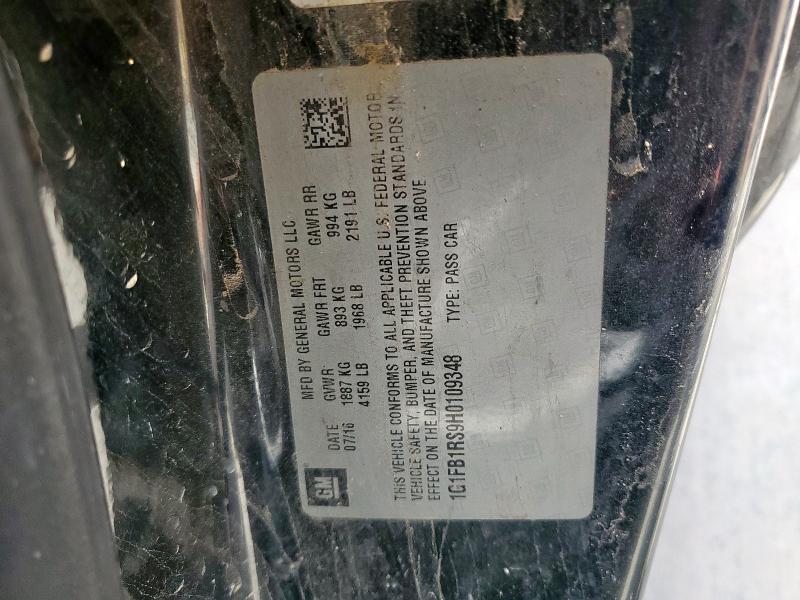 MFD BY GENERAL MOTORS LLC
DATE GVWR GAWR FRT GAWR RR
07/16 1887 KG 893 KG 994 KG
4159 LB 1968 LB 2191 LB
GM
THIS VEHICLE CONFORMS TO ALL APPLICABLE U.S. FEDERAL MOTOR
VEHICLE SAFETY, BUMPER, AND THEFT PREVENTION STANDARDS IN
EFFECT ON THE DATE OF MANUFACTURE SHOWN ABOVE
1G1FB1RS9H0109348 TYPE: PASS CAR